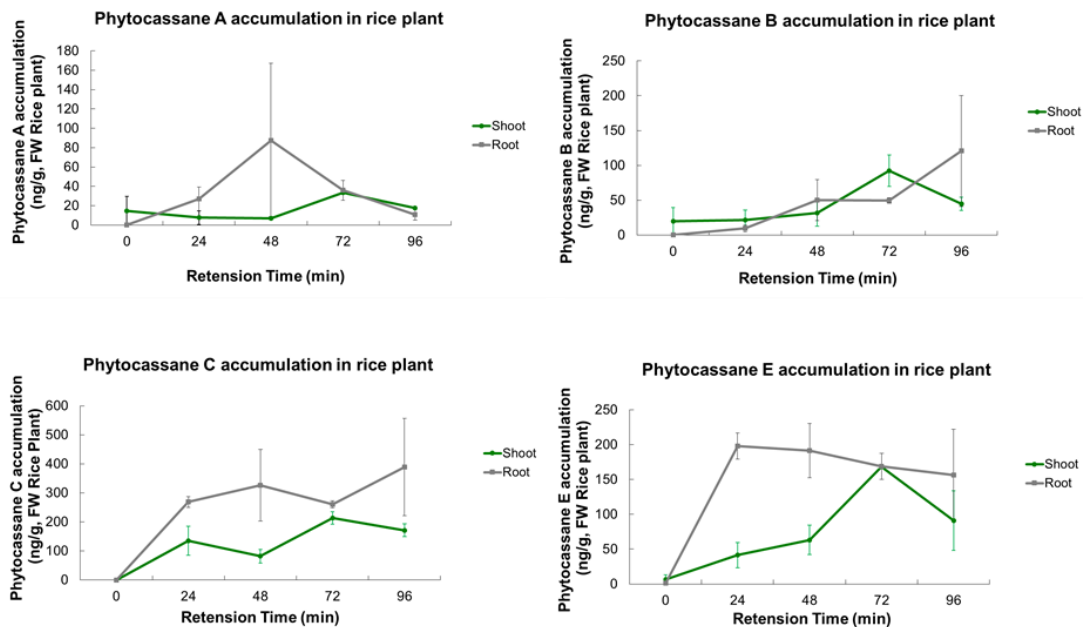 Phytocassane A accumulation in rice plant
Phytocassane A accumulation
(ng/g, FW Rice plant)
180
160
140
120
100
80
60
40
20
0
0 24 48 72 96
Retension Time (min)
Shoot
Root
Phytocassane B accumulation in rice plant
Phytocassane B accumulation
(ng/g, FW Rice plant)
250
200
150
100
50
0
0 24 48 72 96
Retension Time (min)
Shoot
Root
Phytocassane C accumulation in rice plant
Phytocassane C accumulation
(ng/g, FW Rice Plant)
600
500
400
300
200
100
0
0 24 48 72 96
Retension Time (min)
Shoot
Root
Phytocassane E accumulation in rice plant
Phytocassane E accumulation
(ng/g, FW Rice plant)
250
200
150
100
50
0
0 24 48 72 96
Retension Time (min)
Shoot
Root